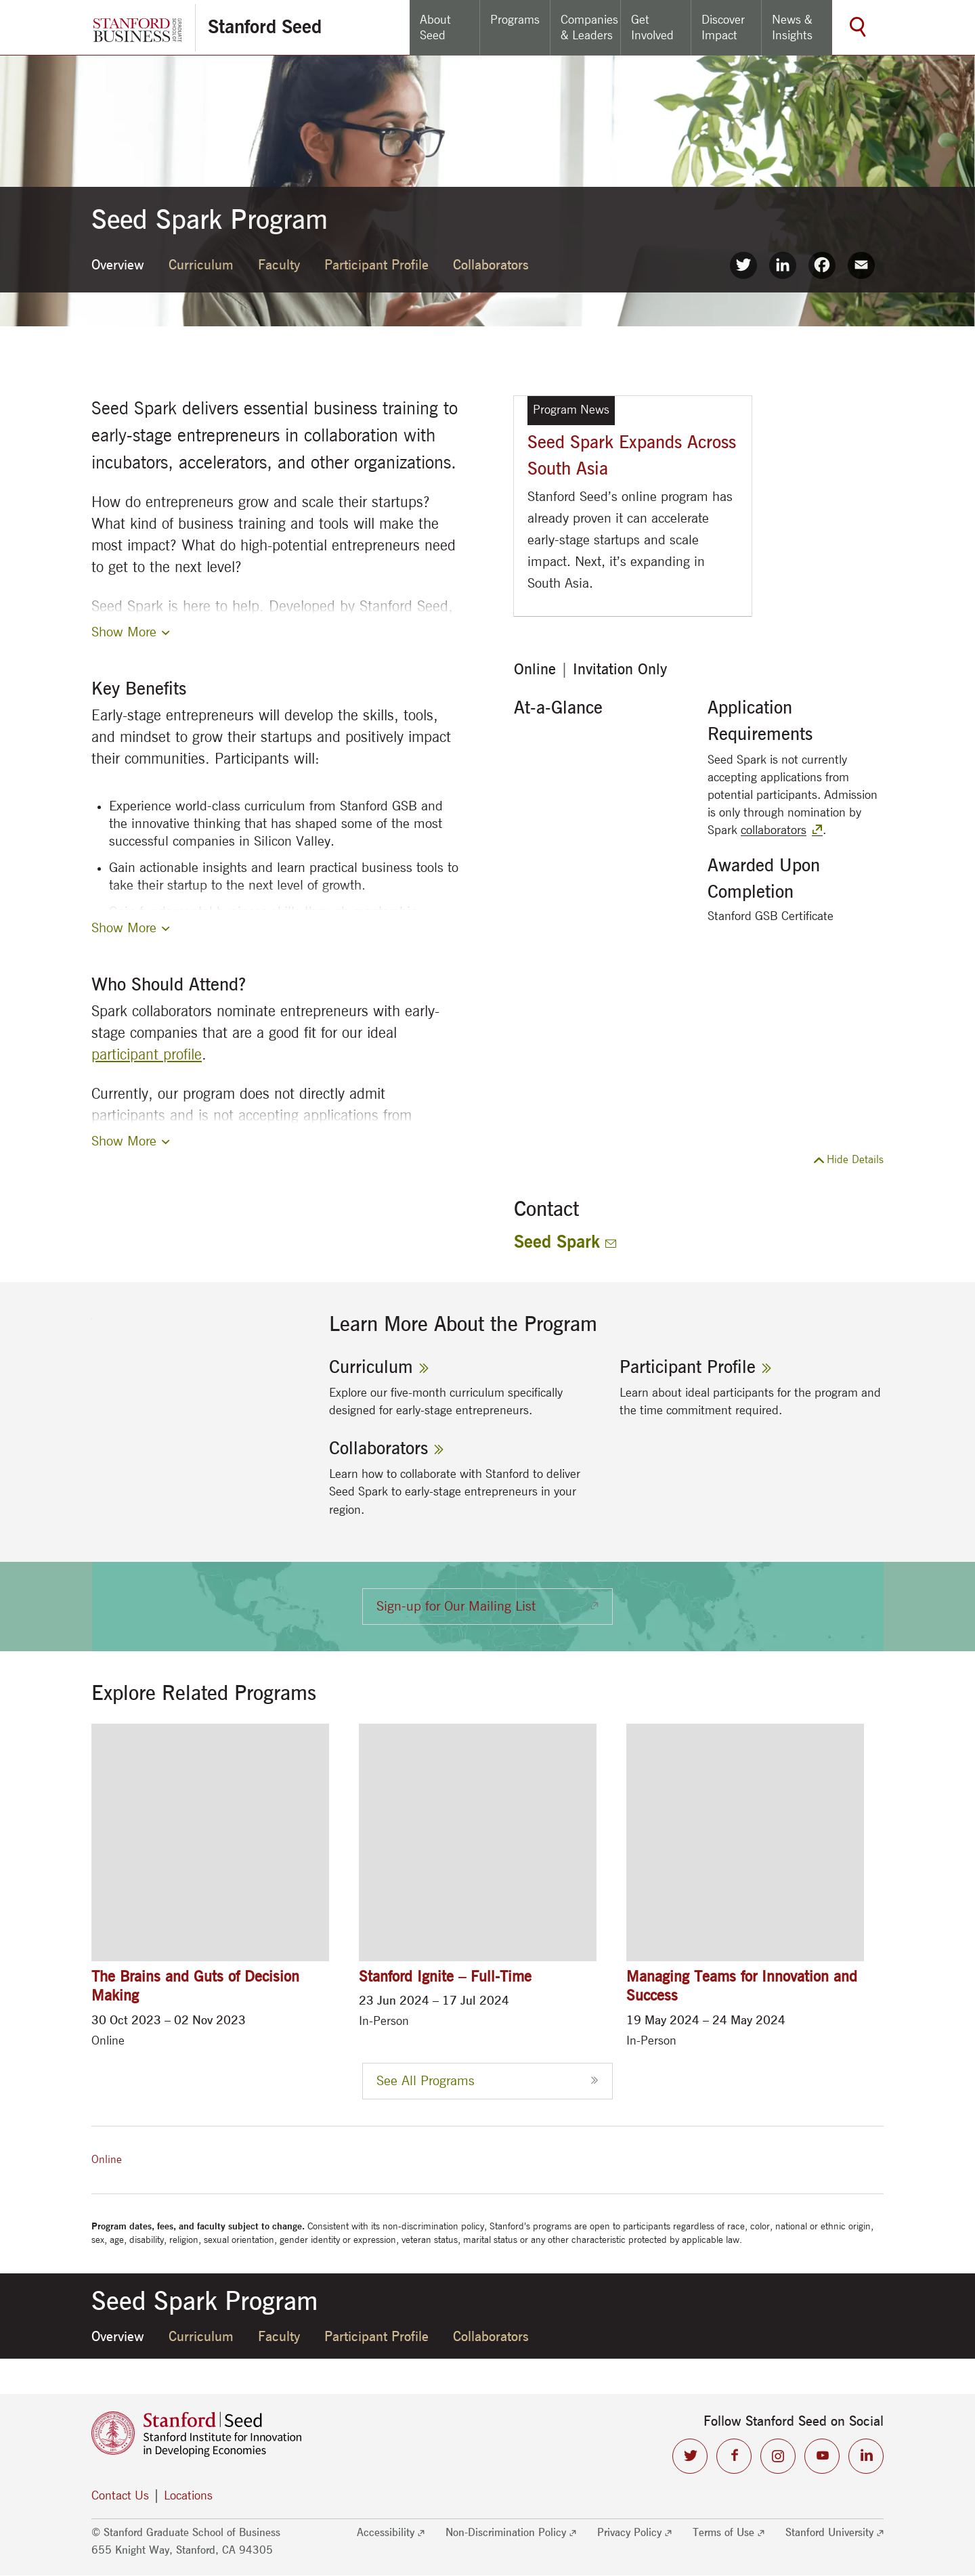 STANFORD
BUSINESS
GRADUATE
SCHOOL OF
Stanford Seed
About
Seed
Programs
Companies
& Leaders
Get
Involved
Discover
Impact
News &
Insights
Seed Spark Program
Overview
Curriculum
Faculty
Participant Profile
Collaborators
Seed Spark delivers essential business training to
early-stage entrepreneurs in collaboration with
incubators, accelerators, and other organizations.
How do entrepreneurs grow and scale their startups?
What kind of business training and tools will make the
most impact? What do high-potential entrepreneurs need
to get to the next level?
Seed Spark is here to help. Developed by Stanford Seed,
Show More
Key Benefits
Early-stage entrepreneurs will develop the skills, tools,
and mindset to grow their startups and positively impact
their communities. Participants will:
• Experience world-class curriculum from Stanford GSB and
the innovative thinking that has shaped some of the most
successful companies in Silicon Valley.
• Gain actionable insights and learn practical business tools to
take their startup to the next level of growth.
Show More
Who Should Attend?
Spark collaborators nominate entrepreneurs with early-
stage companies that are a good fit for our ideal
participant profile.
Currently, our program does not directly admit
participants and is not accepting applications from
Show More
Program News
Seed Spark Expands Across
South Asia
Stanford Seed’s online program has
already proven it can accelerate
early-stage startups and scale
impact. Next, it’s expanding in
South Asia.
Online | Invitation Only
At-a-Glance
Application
Requirements
Seed Spark is not currently
accepting applications from
potential participants. Admission
is only through nomination by
Spark collaborators .
Awarded Upon
Completion
Stanford GSB Certificate
Hide Details
Contact
Seed Spark
Learn More About the Program
Curriculum
Explore our five-month curriculum specifically
designed for early-stage entrepreneurs.
Participant Profile
Learn about ideal participants for the program and
the time commitment required.
Collaborators
Learn how to collaborate with Stanford to deliver
Seed Spark to early-stage entrepreneurs in your
region.
Sign-up for Our Mailing List
Explore Related Programs
The Brains and Guts of Decision
Making
30 Oct 2023 – 02 Nov 2023
Online
Stanford Ignite – Full-Time
23 Jun 2024 – 17 Jul 2024
In-Person
Managing Teams for Innovation and
Success
19 May 2024 – 24 May 2024
In-Person
See All Programs
Online
Program dates, fees, and faculty subject to change. Consistent with its non-discrimination policy, Stanford's programs are open to participants regardless of race, color, national or ethnic origin,
sex, age, disability, religion, sexual orientation, gender identity or expression, veteran status, marital status or any other characteristic protected by applicable law.
Seed Spark Program
Overview
Curriculum
Faculty
Participant Profile
Collaborators
Stanford | Seed
Stanford Institute for Innovation
in Developing Economies
Follow Stanford Seed on Social
Contact Us | Locations
© Stanford Graduate School of Business
655 Knight Way, Stanford, CA 94305
Accessibility
Non-Discrimination Policy
Privacy Policy
Terms of Use
Stanford University